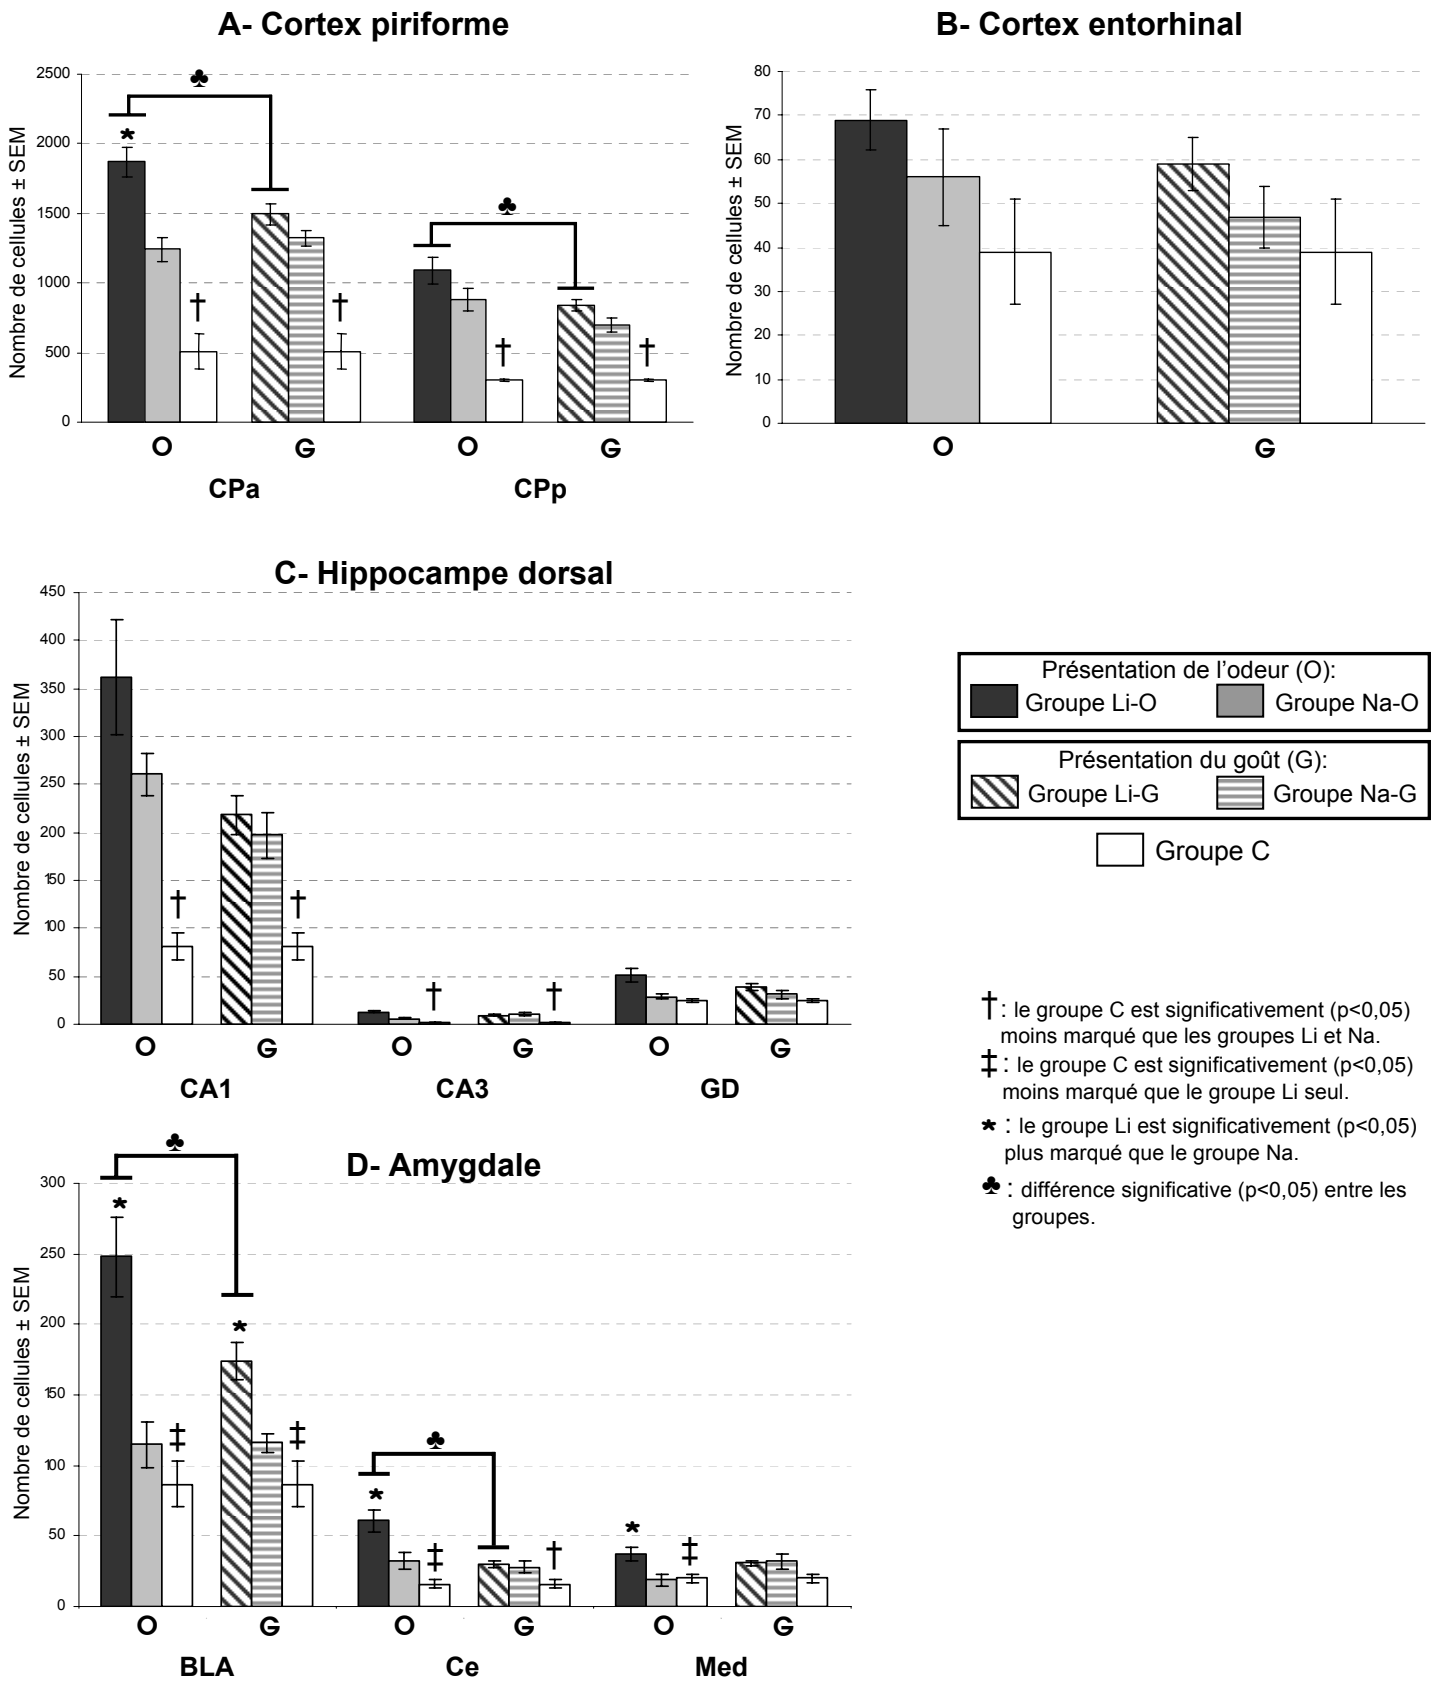 A- Cortex piriforme
Nombre de cellules ± SEM
2500
2000
1500
1000
500
0
♣
*
†
†
♣
†
†
O G O G
CPa CPp
B- Cortex entorhinal
Nombre de cellules ± SEM
80
70
60
50
40
30
20
10
0
O G
C- Hippocampe dorsal
Nombre de cellules ± SEM
450
400
350
300
250
200
150
100
50
0
†
†
†
†
O G O G O G
CA1 CA3 GD
Présentation de l'odeur (O):
Groupe Li-O Groupe Na-O
Présentation du goût (G):
Groupe Li-G Groupe Na-G
Groupe C
† : le groupe C est significativement (p<0,05)
moins marqué que les groupes Li et Na.
‡ : le groupe C est significativement (p<0,05)
moins marqué que le groupe Li seul.
* : le groupe Li est significativement (p<0,05)
plus marqué que le groupe Na.
♣ : différence significative (p<0,05) entre les
groupes.
D- Amygdale
Nombre de cellules ± SEM
300
250
200
150
100
50
0
♣
*
‡
*
‡
♣
*
‡
†
*
‡
O G O G O G
BLA Ce Med